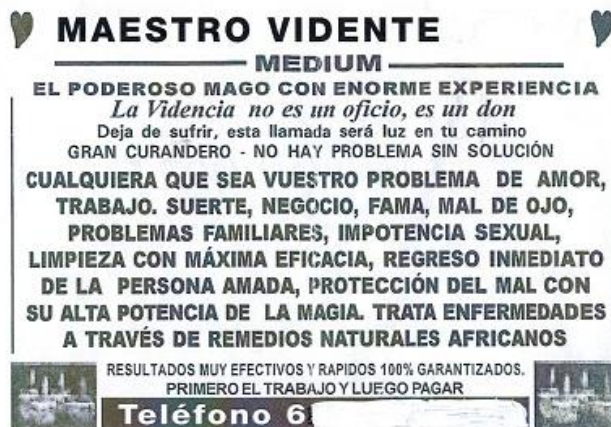 MAESTRO VIDENTE
MEDIUM
EL PODEROSO MAGO CON ENORME EXPERIENCIA
La Videncia no es un oficio, es un don
Deja de sufrir, esta llamada será luz en tu camino
GRAN CURANDERO - NO HAY PROBLEMA SIN SOLUCIÓN
CUALQUIERA QUE SEA VUESTRO PROBLEMA DE AMOR,
TRABAJO. SUERTE, NEGOCIO, FAMA, MAL DE OJO,
PROBLEMAS FAMILIARES, IMPOTENCIA SEXUAL,
LIMPIEZA CON MÁXIMA EFICACIA, REGRESO INMEDIATO
DE LA PERSONA AMADA, PROTECCIÓN DEL MAL CON
SU ALTA POTENCIA DE LA MAGIA. TRATA ENFERMEDADES
A TRAVÉS DE REMEDIOS NATURALES AFRICANOS
RESULTADOS MUY EFECTIVOS Y RAPIDOS 100% GARANTIZADOS.
PRIMERO EL TRABAJO Y LUEGO PAGAR
Teléfono 6